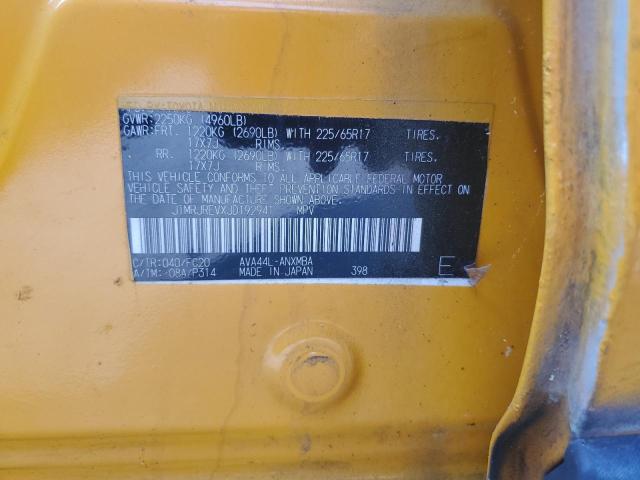 GVWR:2250KG (4960LB)
GAWR:FRT. 1220KG (2690LB) WITH 225/65R17 TIRES.
17X7J RIMS
RR. 1220KG (2690LB) WITH 225/65R17 TIRES.
17X7J RIMS
THIS VEHICLE CONFORMS TO ALL APPLICABLE FEDERAL MOTOR
VEHICLE SAFETY, BUMPER AND THEFT PREVENTION STANDARDS IN EFFECT ON
THE DATE OF MANUFACTURE SHOWN ABOVE.
JTMRJREVXJD192941 MPV
C/TR:040/FC20 AVA44L-ANXMBA
A/TM:-08A/P314 MADE IN JAPAN 398
E